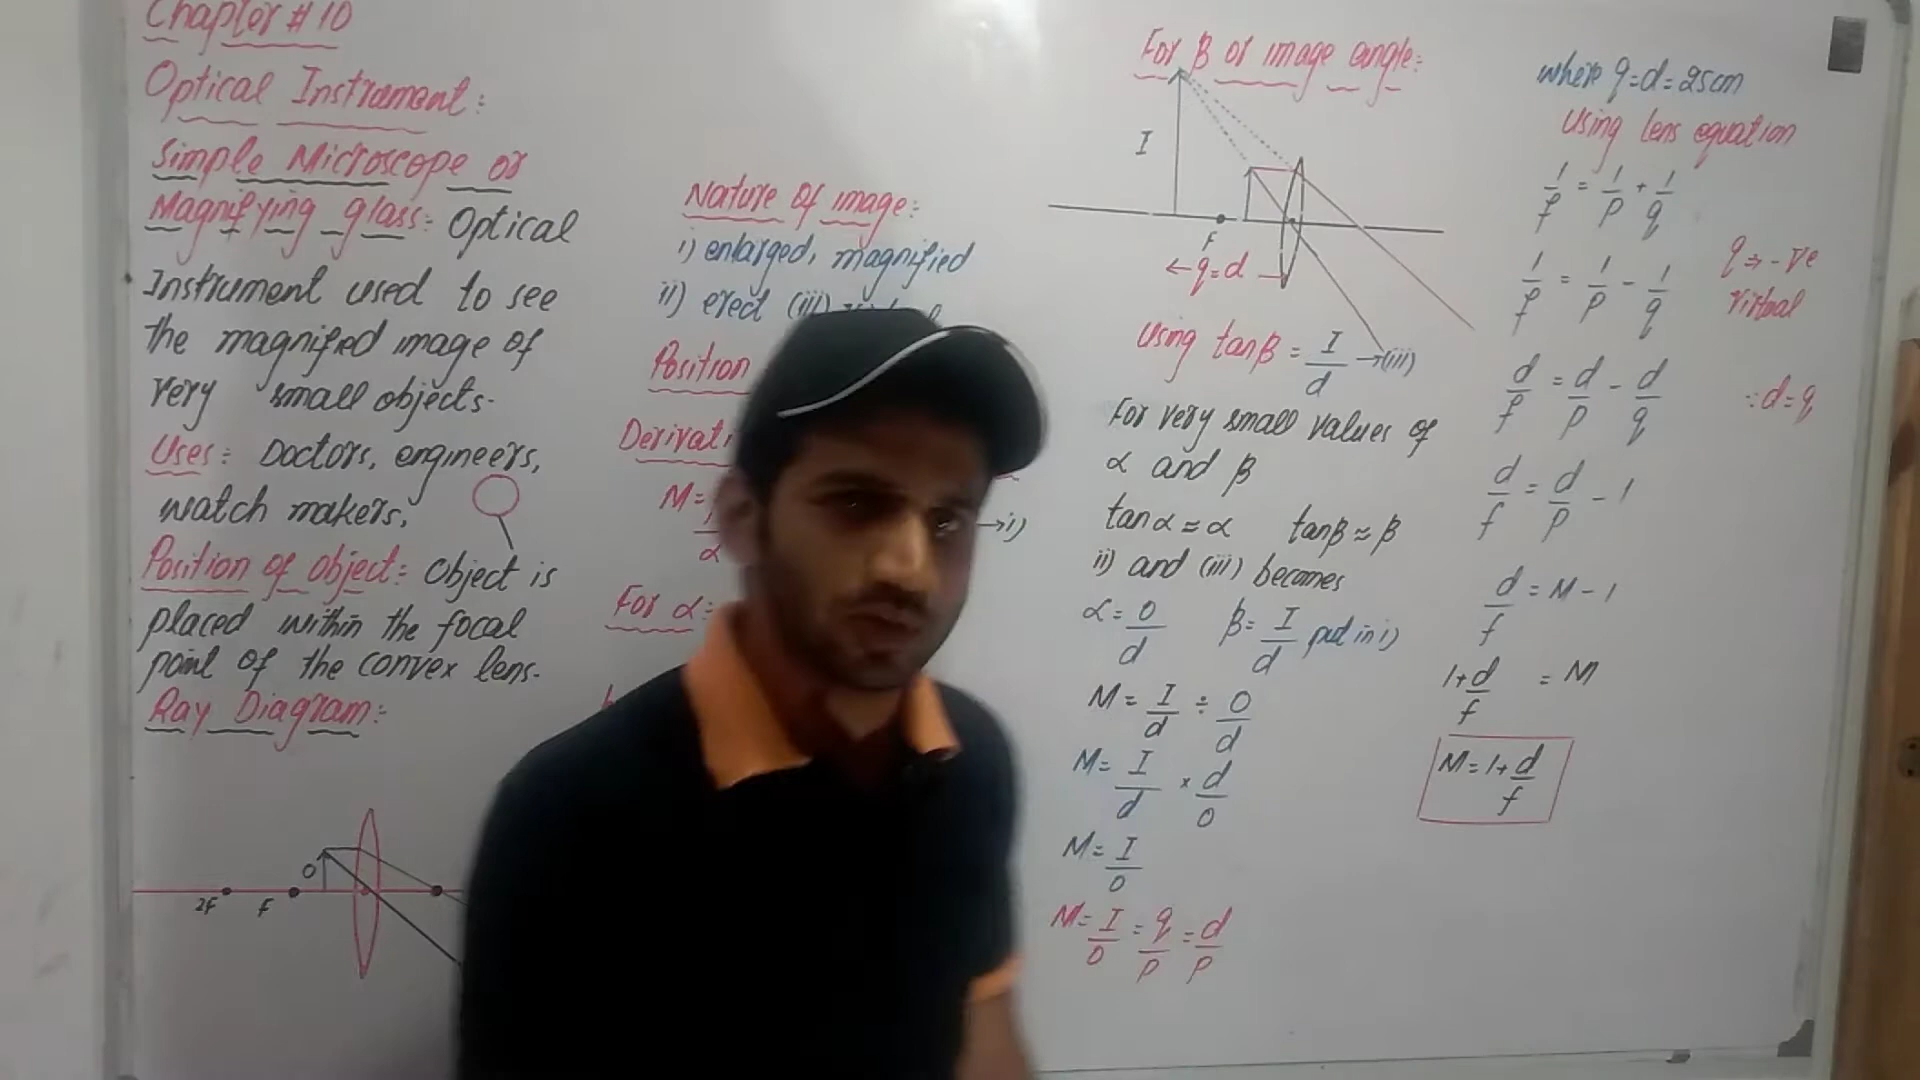 Chapter # 10
Optical Instrument:
Simple Microscope or
Magnifying glass: Optical
Instrument used to see
the magnified image of
very small objects.
Uses: Doctors, engineers,
watch makers,
Position of object: Object is
placed within the focal
point of the convex lens.
Ray Diagram:
O
2F F
Nature of image:
i) enlarged, magnified
ii) erect (iii)
Position
M=
α
→i)
For α:
For β or image angle:
I
F
← q=d →
Using tanβ = I/d →(iii)
For very small values of
α and β
tanα ≈ α tanβ ≈ β
ii) and (iii) becomes
α = O/d β = I/d put in i)
M = I/d ÷ O/d
M = I/d × d/O
M = I/O
M = I/O = q/p = d/p
where q=d=25cm
Using lens equation
1/f = 1/p + 1/q
1/f = 1/p - 1/q
q ⇒ -ve
virtual
d/f = d/p - d/q ∵ d=q
d/f = d/p - 1
d/f = M - 1
1+d/f = M
M = 1+d/f